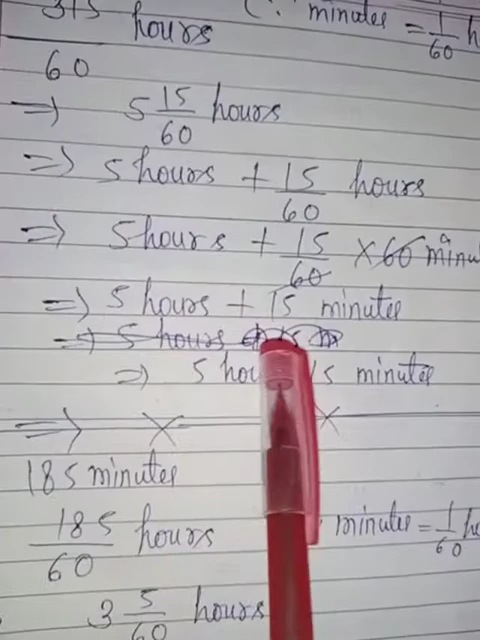 315/60 hours (∵ minutes = 1/60 h
⇒ 5 15/60 hours
⇒ 5 hours + 15/60 hours
⇒ 5 hours + 15/60 × 60 minu
⇒ 5 hours + 15 minutes
⇒ 5 hours
⇒ 5 hou 15 minutes
185 minutes
185/60 hours minutes = 1/60 h
3 5/60 hours